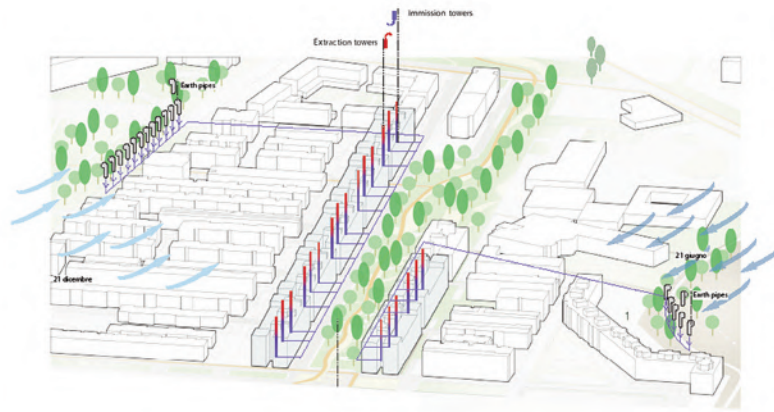 Immission towers
Extraction towers
Earth pipes
21 giugno
21 dicembre
Earth pipes
1